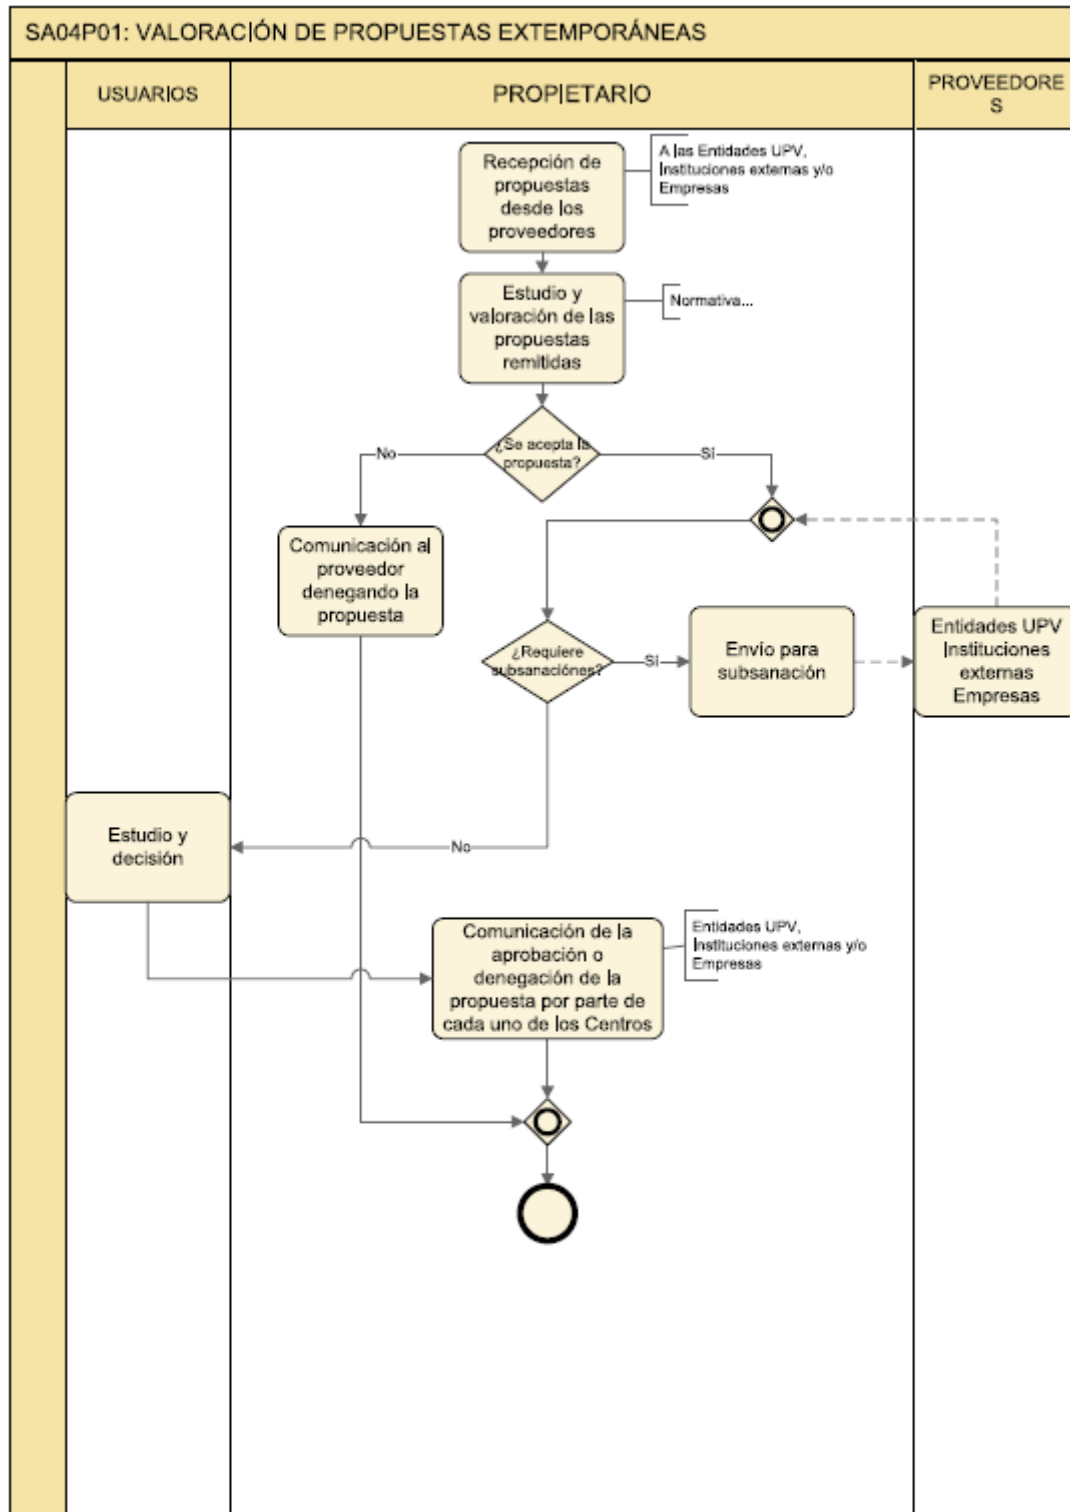 SA04P01: VALORACIÓN DE PROPUESTAS EXTEMPORÁNEAS
USUARIOS
PROPIETARIO
PROVEEDORE
S
Recepción de
propuestas
desde los
proveedores
A las Entidades UPV,
Instituciones externas y/o
Empresas
Estudio y
valoración de las
propuestas
remitidas
Normativa...
¿Se acepta la
propuesta?
No
Sí
Comunicación al
proveedor
denegando la
propuesta
¿Requiere
subsanaciónes?
Sí
Envío para
subsanación
Entidades UPV
Instituciones
externas
Empresas
Estudio y
decisión
No
Comunicación de la
aprobación o
denegación de la
propuesta por parte de
cada uno de los Centros
Entidades UPV,
Instituciones externas y/o
Empresas